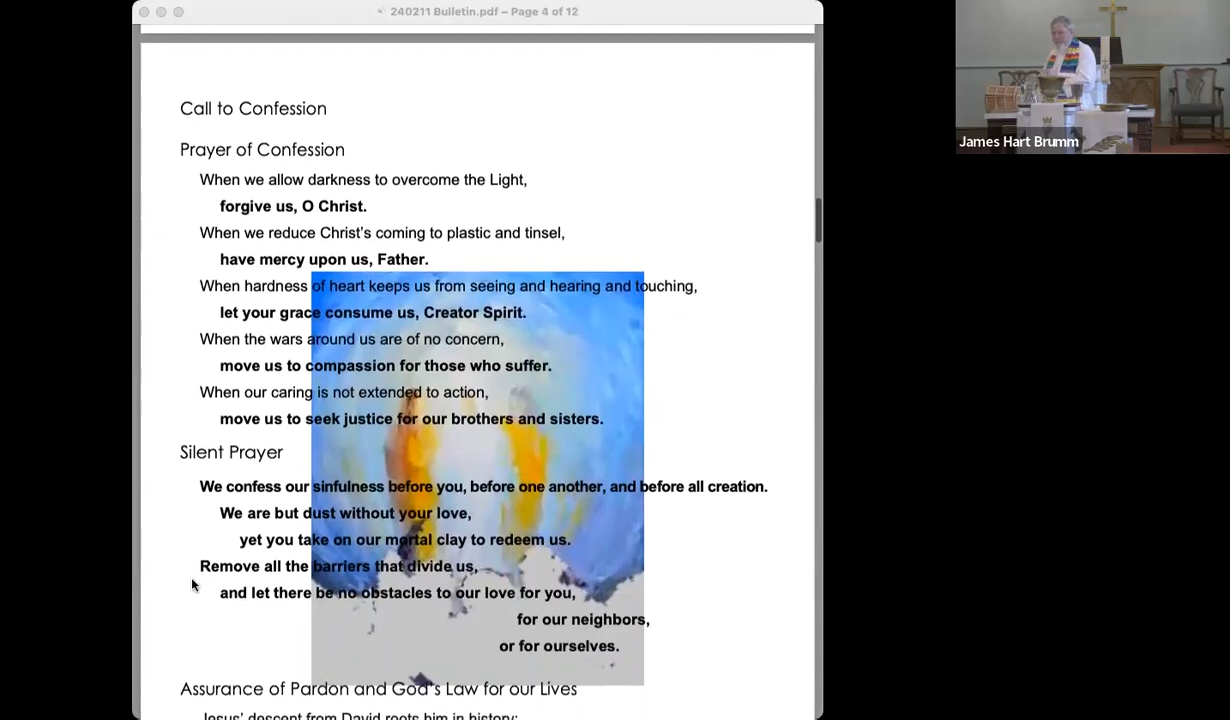 240211 Bulletin.pdf – Page 4 of 12
Call to Confession
Prayer of Confession
When we allow darkness to overcome the Light,
forgive us, O Christ.
When we reduce Christ's coming to plastic and tinsel,
have mercy upon us, Father.
When hardness of heart keeps us from seeing and hearing and touching,
let your grace consume us, Creator Spirit.
When the wars around us are of no concern,
move us to compassion for those who suffer.
When our caring is not extended to action,
move us to seek justice for our brothers and sisters.
Silent Prayer
We confess our sinfulness before you, before one another, and before all creation.
We are but dust without your love,
yet you take on our mortal clay to redeem us.
Remove all the barriers that divide us,
and let there be no obstacles to our love for you,
for our neighbors,
or for ourselves.
Assurance of Pardon and God's Law for our Lives
Jesus' descent from David roots him in history;
James Hart Brumm